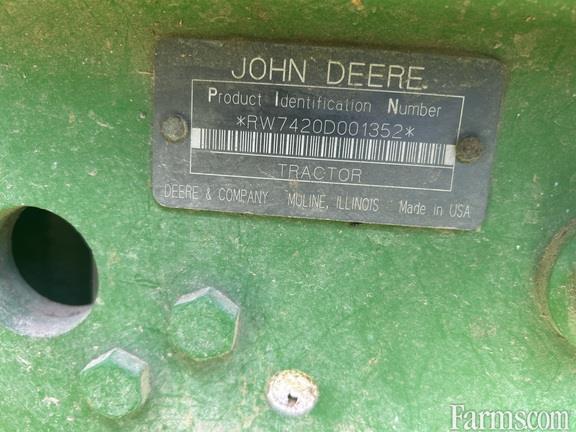 JOHN DEERE
Product Identification Number
*RW7420D001352*
TRACTOR
DEERE & COMPANY MOLINE, ILLINOIS Made in USA
Farms.com